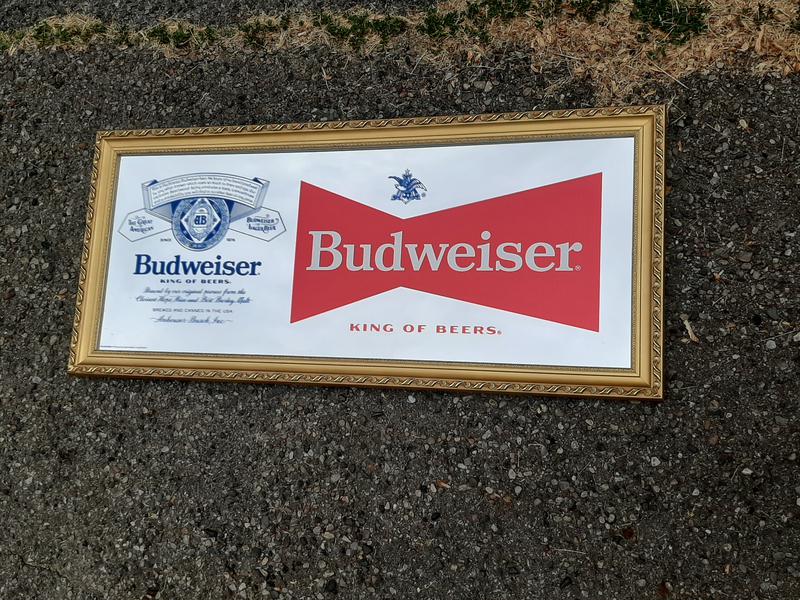 THE GREAT
AMERICAN
BUDWEISER
LAGER BEER
SINCE
1876
AB
Budweiser
KING OF BEERS.
Brewed by our original process from the
Choicest Hops, Rice and Best Barley Malt
BREWED AND CANNED IN THE USA
Anheuser-Busch, Inc.
Budweiser®
KING OF BEERS®